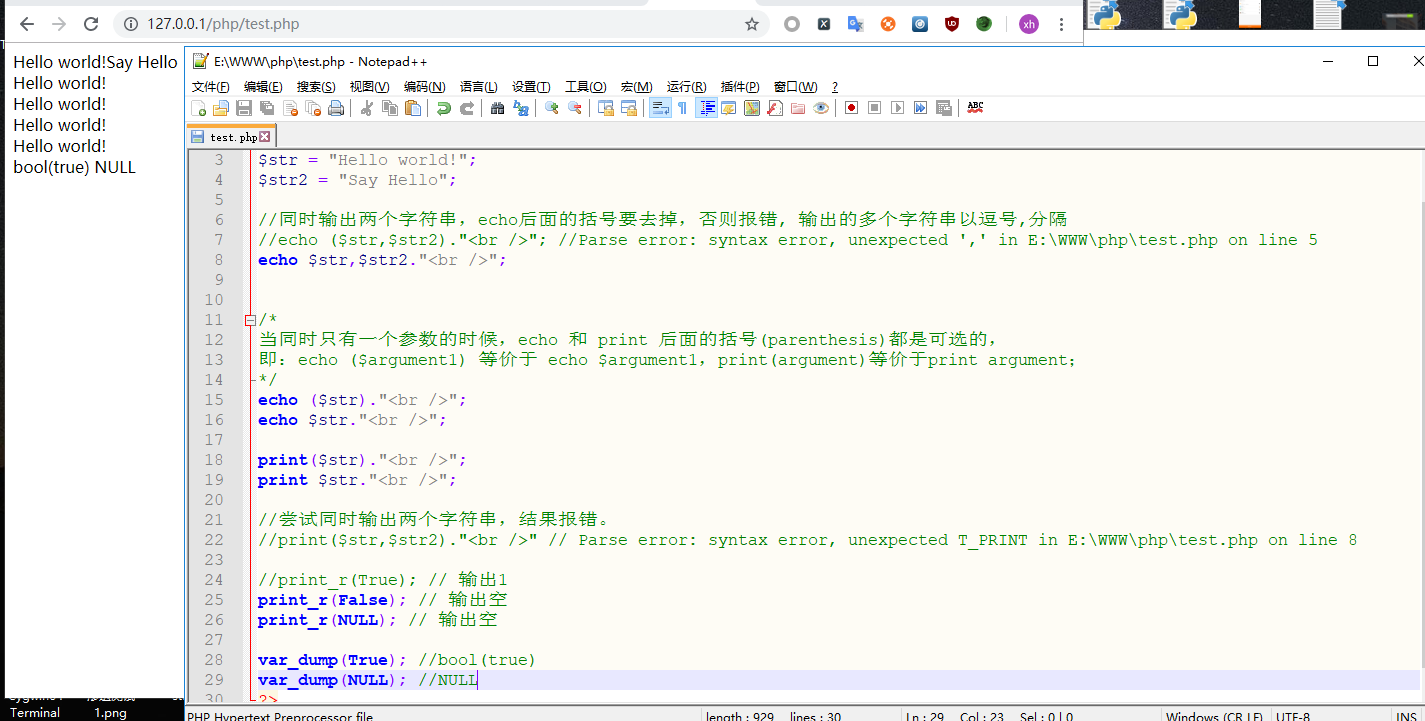 127.0.0.1/php/test.php
xh
Hello world!Say Hello
Hello world!
Hello world!
Hello world!
Hello world!
bool(true) NULL
E:\WWW\php\test.php - Notepad++
文件(F) 编辑(E) 搜索(S) 视图(V) 编码(N) 语言(L) 设置(T) 工具(O) 宏(M) 运行(R) 插件(P) 窗口(W) ?
ABC
test.php
3 $str = "Hello world!";
4 $str2 = "Say Hello";
5
6 //同时输出两个字符串，echo后面的括号要去掉，否则报错, 输出的多个字符串以逗号,分隔
7 //echo ($str,$str2)."<br />"; //Parse error: syntax error, unexpected ',' in E:\WWW\php\test.php on line 5
8 echo $str,$str2."<br />";
9
10
11 /*
12 当同时只有一个参数的时候，echo 和 print 后面的括号(parenthesis)都是可选的，
13 即：echo ($argument1) 等价于 echo $argument1，print(argument)等价于print argument;
14 */
15 echo ($str)."<br />";
16 echo $str."<br />";
17
18 print($str)."<br />";
19 print $str."<br />";
20
21 //尝试同时输出两个字符串，结果报错。
22 //print($str,$str2)."<br />" // Parse error: syntax error, unexpected T_PRINT in E:\WWW\php\test.php on line 8
23
24 //print_r(True); // 输出1
25 print_r(False); // 输出空
26 print_r(NULL); // 输出空
27
28 var_dump(True); //bool(true)
29 var_dump(NULL); //NULL
30 ?>
Terminal 1.png
PHP Hypertext Preprocessor file length : 929 lines : 30 Ln : 29 Col : 23 Sel : 0 | 0 Windows (CR LF) UTF-8 INS